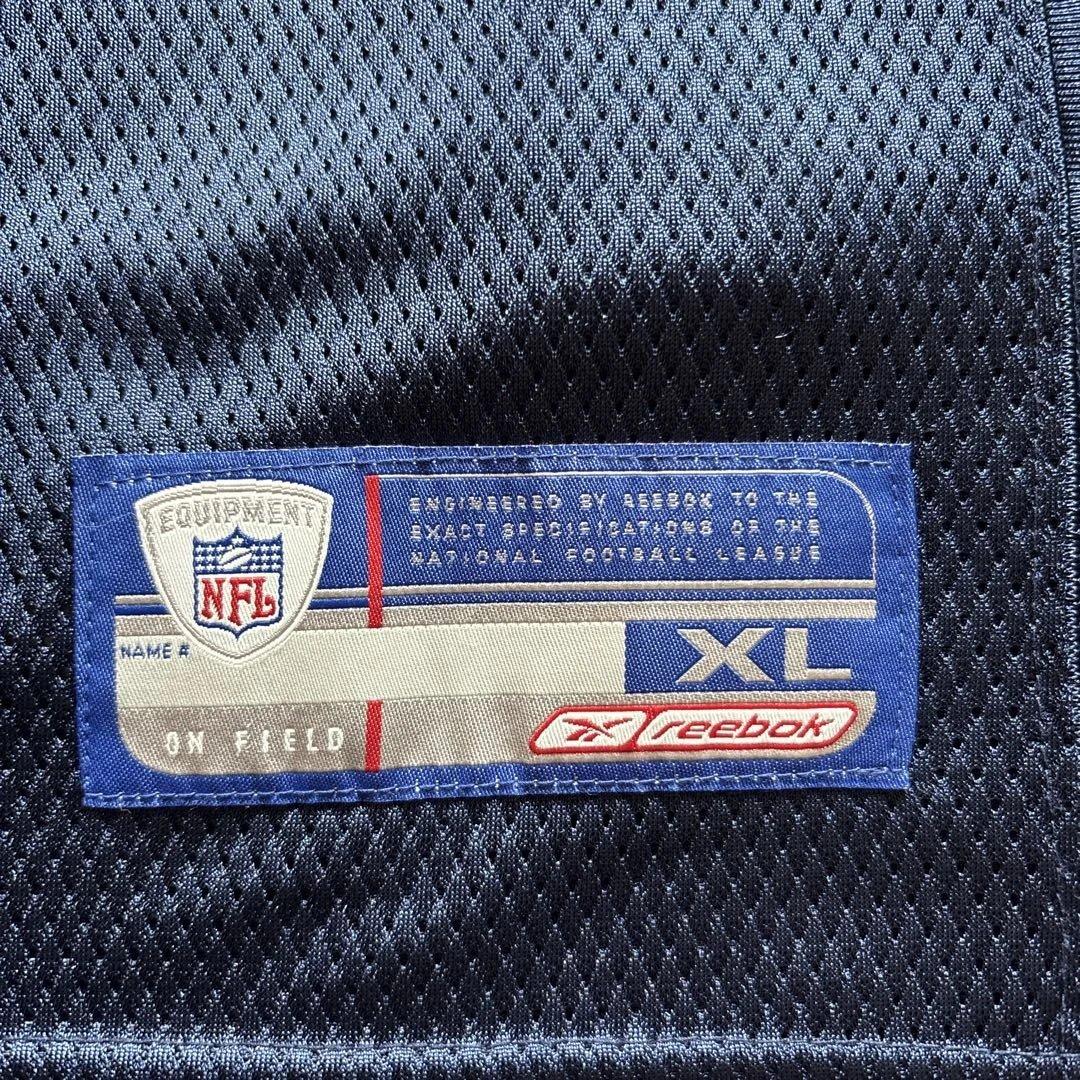 EQUIPMENT
NFL
ENGINEERED BY REEBOK TO THE
EXACT SPECIFICATIONS OF THE
NATIONAL FOOTBALL LEAGUE
NAME #
XL
ON FIELD
Reebok